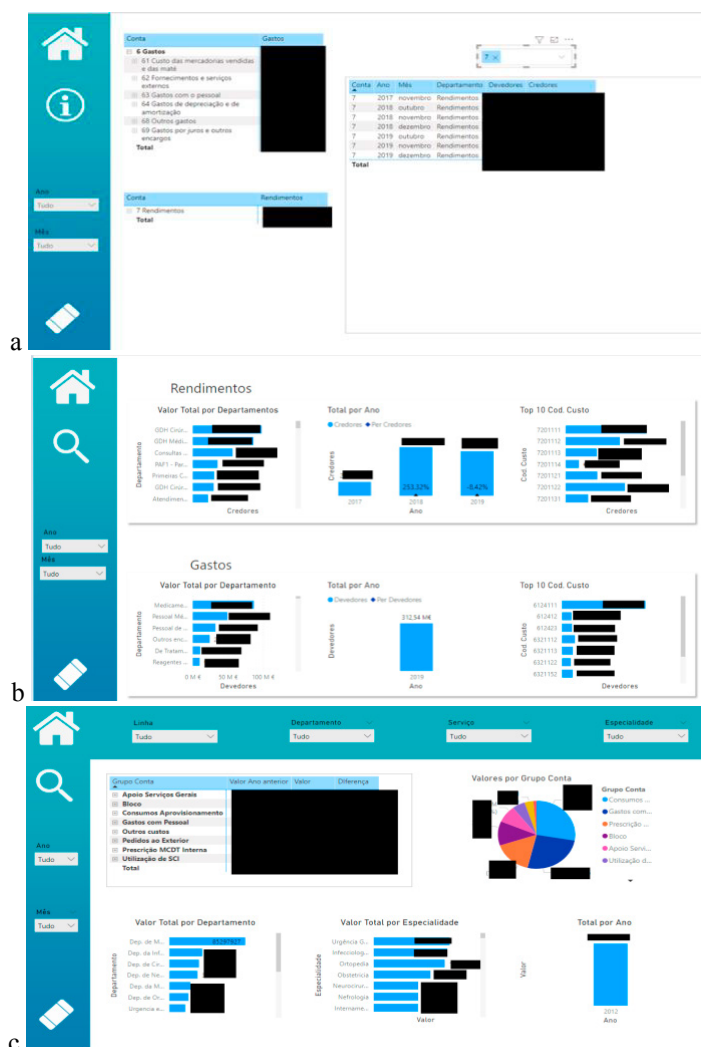 Conta Gastos
6 Gastos
61 Custo das mercadorias vendidas
e das maté
62 Fornecimentos e serviços
externos
63 Gastos com o pessoal
64 Gastos de depreciação e de
amortização
68 Outros gastos
69 Gastos por juros e outros
encargos
Total
7
Conta Ano Mês Departamento Devedores Credores
7 2017 novembro Rendimentos
7 2018 outubro Rendimentos
7 2018 novembro Rendimentos
7 2018 dezembro Rendimentos
7 2019 outubro Rendimentos
7 2019 novembro Rendimentos
7 2019 dezembro Rendimentos
Total
Ano
Tudo
Mês
Tudo
Conta Rendimentos
7 Rendimentos
Total
a
Rendimentos
Valor Total por Departamentos
Departamento
GDH Cirúr...
GDH Médi...
Consultas ...
PAF1 - Par...
Primeiras C...
GDH Cirúr...
Atendimen...
Credores
Total por Ano
Credores Per Credores
Credores
253,32%
-0,42%
2017 2018 2019
Ano
Top 10 Cod. Custo
Cod. Custo
7201111
7201112
7201113
7201114
7201121
7201122
7201131
Credores
Ano
Tudo
Mês
Tudo
Gastos
Valor Total por Departamento
Departamento
Medicame...
Pessoal Mé...
Pessoal de ...
Outros enc...
De Tratam...
Reagentes ...
0 M € 50 M € 100 M €
Devedores
Total por Ano
Devedores Per Devedores
Devedores
312,54 M€
2019
Ano
Top 10 Cod. Custo
Cod. Custo
6124111
612412
612423
6321112
6321113
6321122
6321152
Devedores
b
Linha Departamento Serviço Especialidade
Tudo Tudo Tudo Tudo
Ano
Tudo
Mês
Tudo
Grupo Conta Valor Ano anterior Valor Diferença
Apoio Serviços Gerais
Bloco
Consumos Aprovisionamento
Gastos com Pessoal
Outros custos
Pedidos ao Exterior
Prescrição MCDT Interna
Utilização de SCI
Total
Valores por Grupo Conta
Grupo Conta
Consumos ...
Gastos com...
Prescrição ...
Bloco
Apoio Servi...
Utilização d...
Valor Total por Departamento
Departamento
Dep. de M...
Dep. da Inf...
Dep. de Cir...
Dep. de Ne...
Dep. da M...
Dep. de Or...
Urgencia e...
Valor Total por Especialidade
Especialidade
Urgência G...
Infecciolog...
Ortopedia
Obstetricia
Neurocirur...
Nefrologia
Intername...
Valor
Total por Ano
Valor
2012
Ano
c